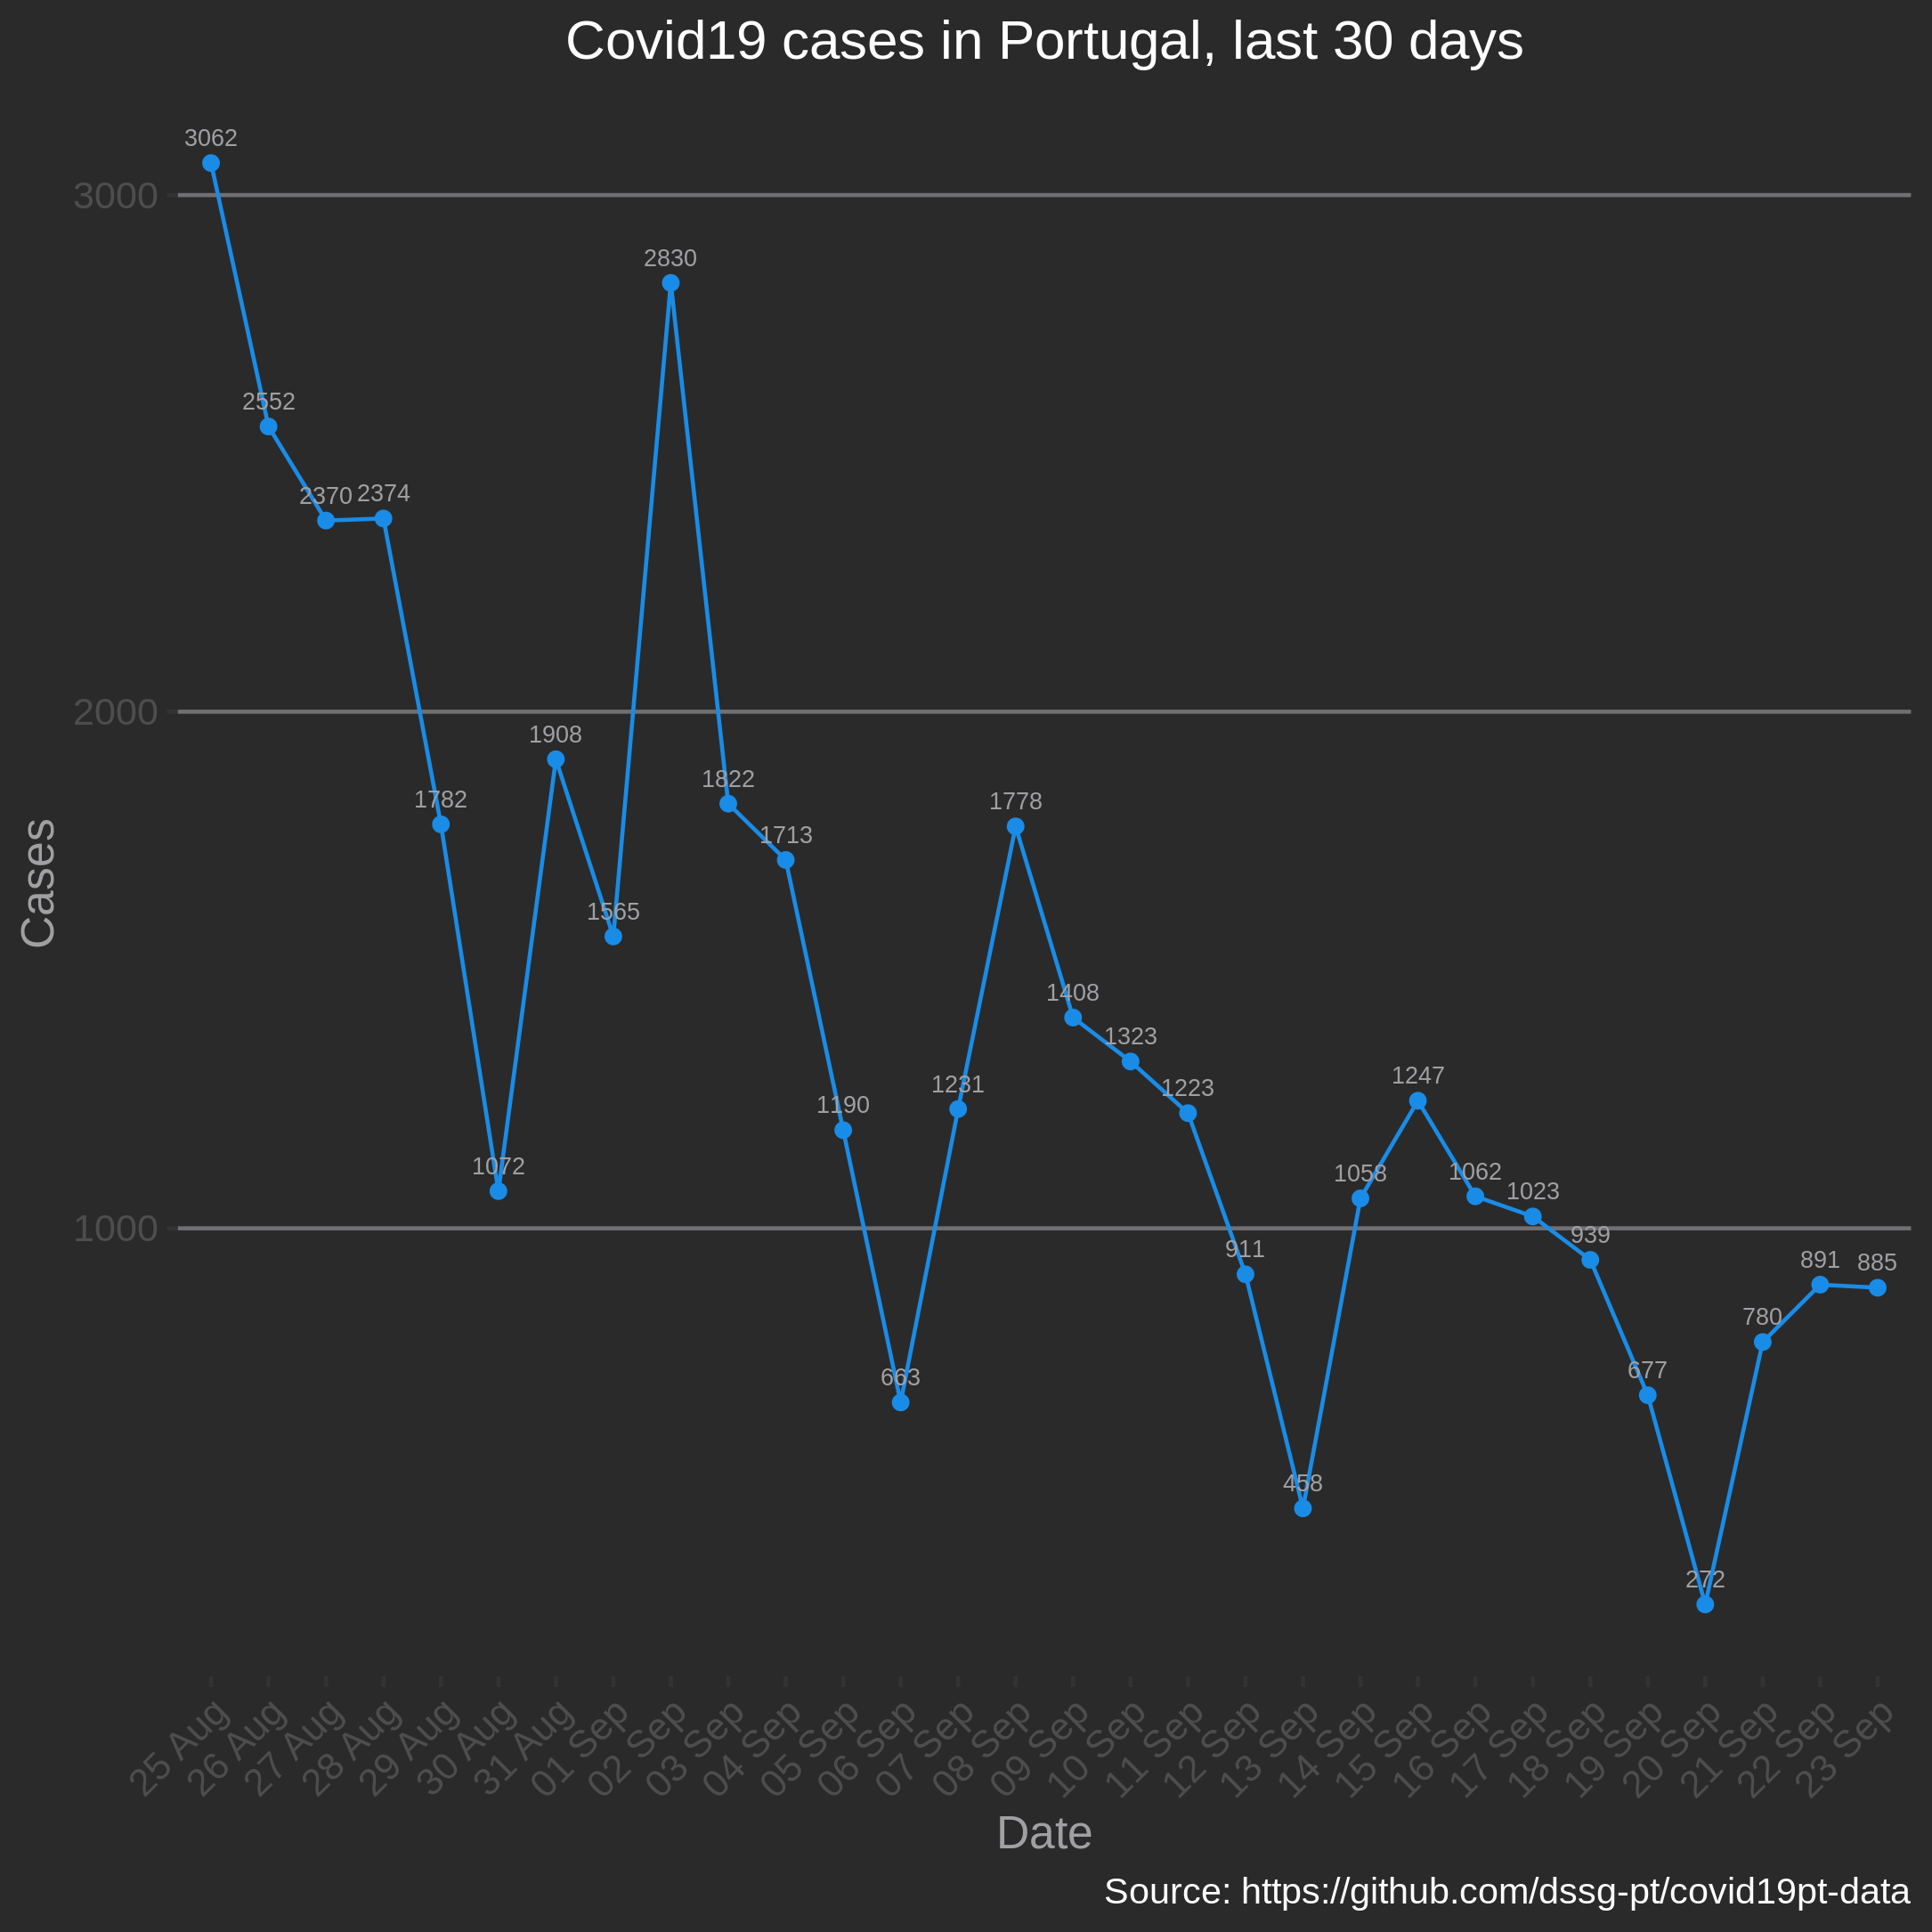 Covid19 cases in Portugal, last 30 days
3062
3000
2830
2552
2370 2374
2000
1908
1822
1782
1778
1713
1565
1408
1323
1247
1231
1223
1190
1072
1062
1058
1023
1000
939
911
891 885
780
677
663
458
272
Cases
25 Aug
26 Aug
27 Aug
28 Aug
29 Aug
30 Aug
31 Aug
01 Sep
02 Sep
03 Sep
04 Sep
05 Sep
06 Sep
07 Sep
08 Sep
09 Sep
10 Sep
11 Sep
12 Sep
13 Sep
14 Sep
15 Sep
16 Sep
17 Sep
18 Sep
19 Sep
20 Sep
21 Sep
22 Sep
23 Sep
Date
Source: https://github.com/dssg-pt/covid19pt-data